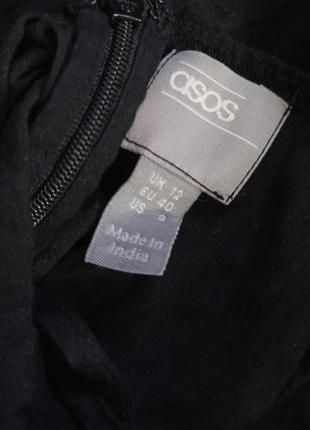 asos
UK 12
EU 40
US 8
Made in
India